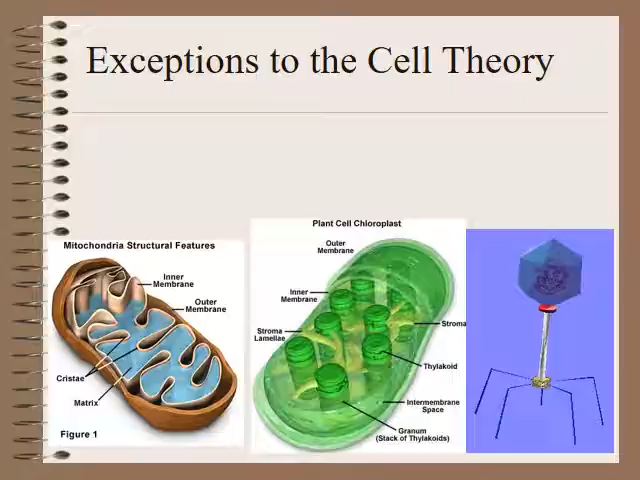 Exceptions to the Cell Theory
Mitochondria Structural Features
Inner
Membrane
Outer
Membrane
Cristae
Matrix
Figure 1
Plant Cell Chloroplast
Outer
Membrane
Inner
Membrane
Stroma
Lamellae
Stroma
Thylakoid
Intermembrane
Space
Granum
(Stack of Thylakoids)